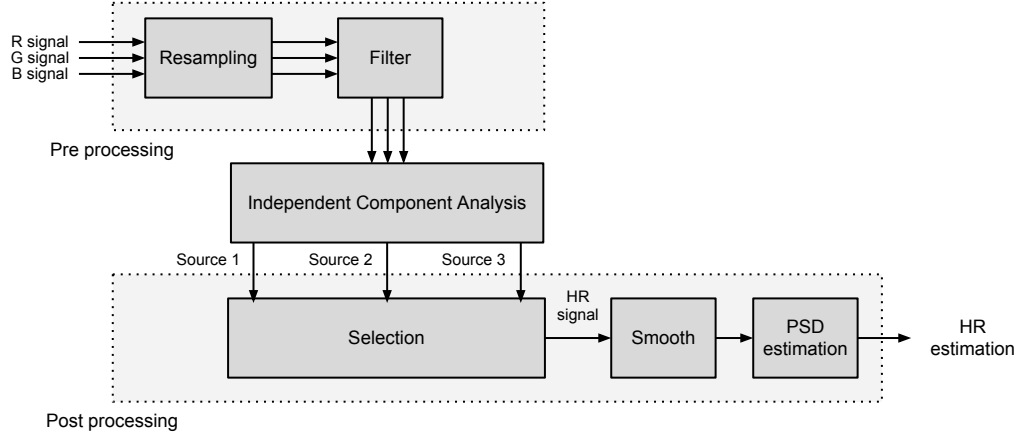 R signal
G signal
B signal
Resampling
Filter
Pre processing
Independent Component Analysis
Source 1
Source 2
Source 3
Selection
HR
signal
Smooth
PSD
estimation
HR
estimation
Post processing